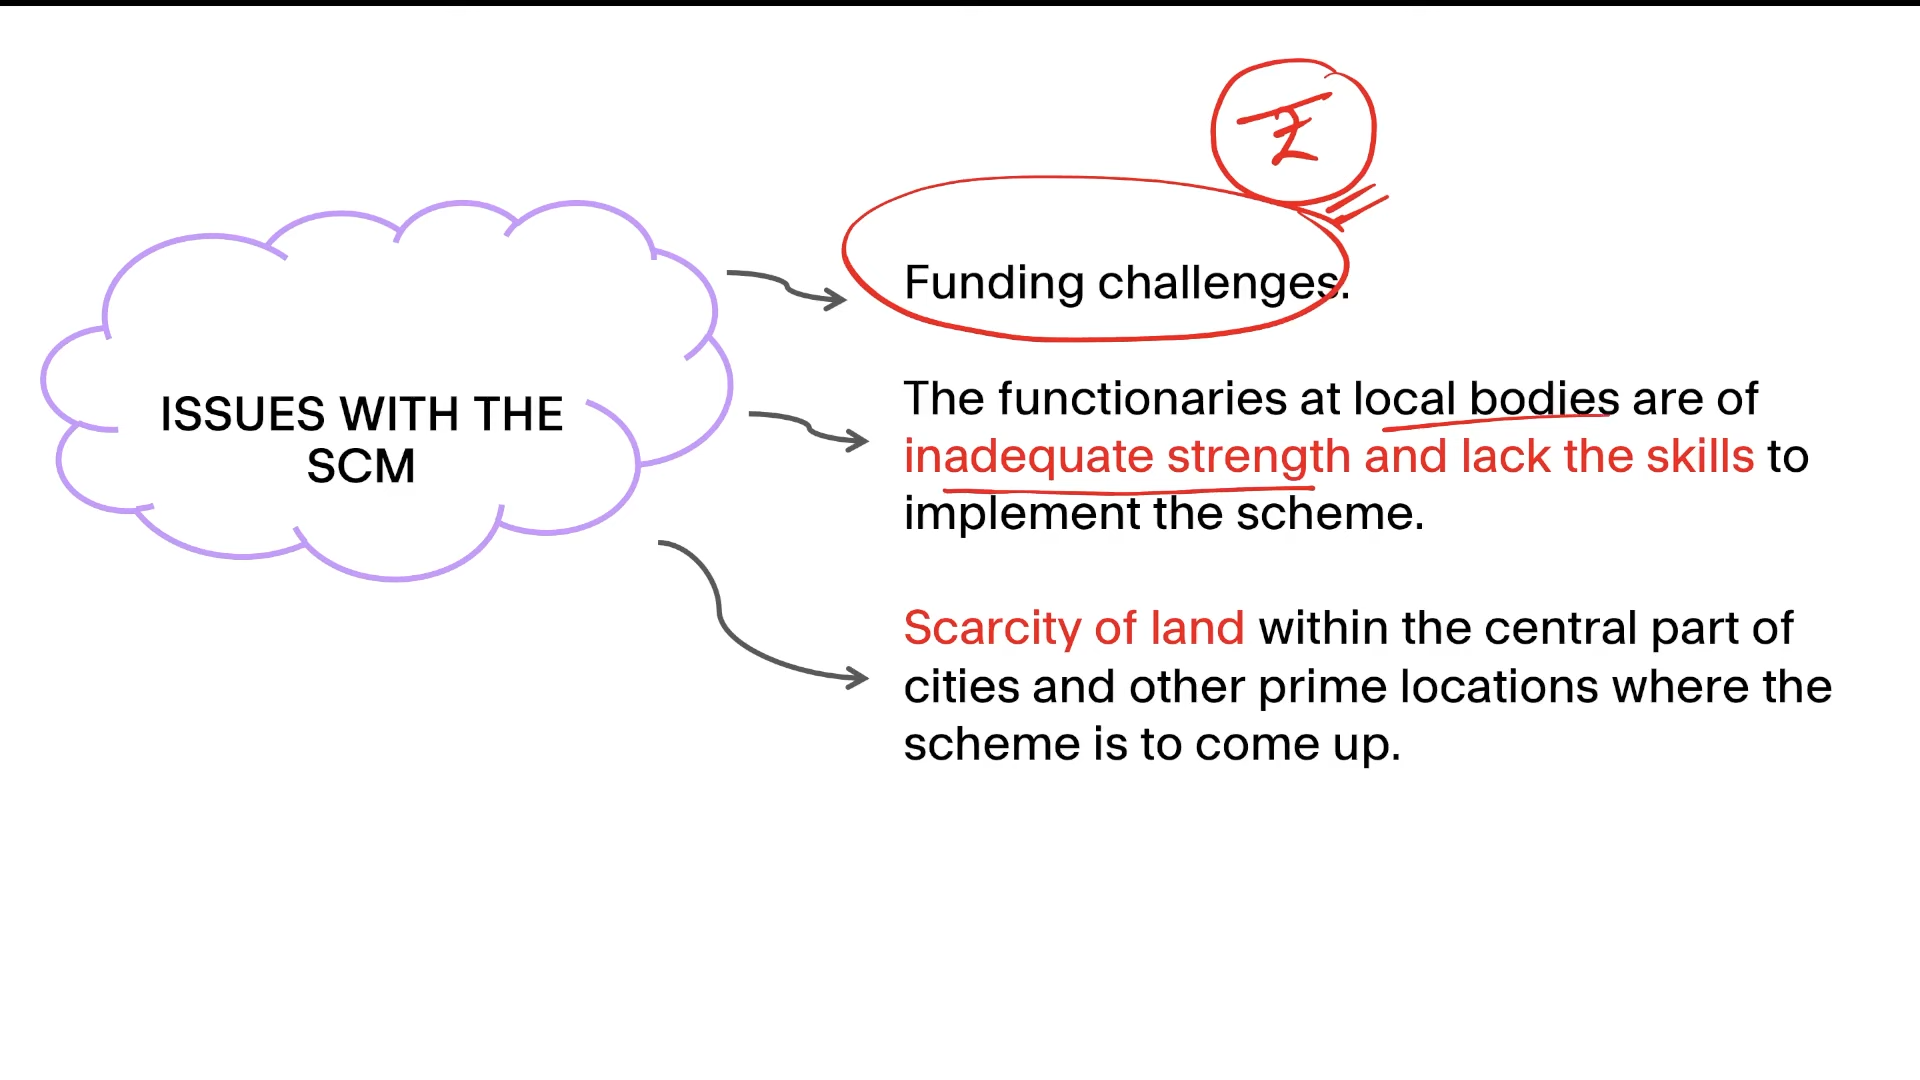 ISSUES WITH THE
SCM
Funding challenges.
The functionaries at local bodies are of
inadequate strength and lack the skills to
implement the scheme.
Scarcity of land within the central part of
cities and other prime locations where the
scheme is to come up.